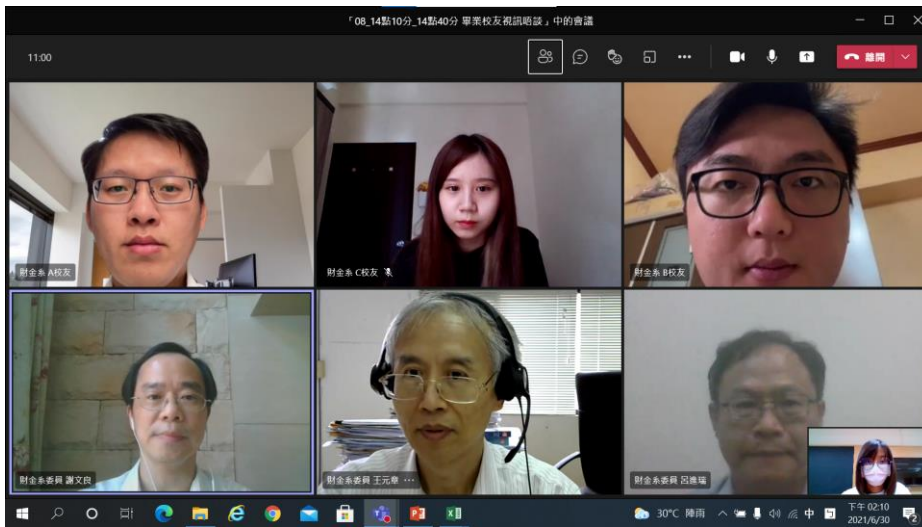 「08_14點10分_14點40分 畢業校友視訊晤談」中的會議
11:00
離開
財金系 A校友
財金系 C校友
財金系 B校友
財金系委員 謝文良
財金系委員 王元章
財金系委員 呂進瑞
30°C 陣雨
中
下午 02:10
2021/6/30